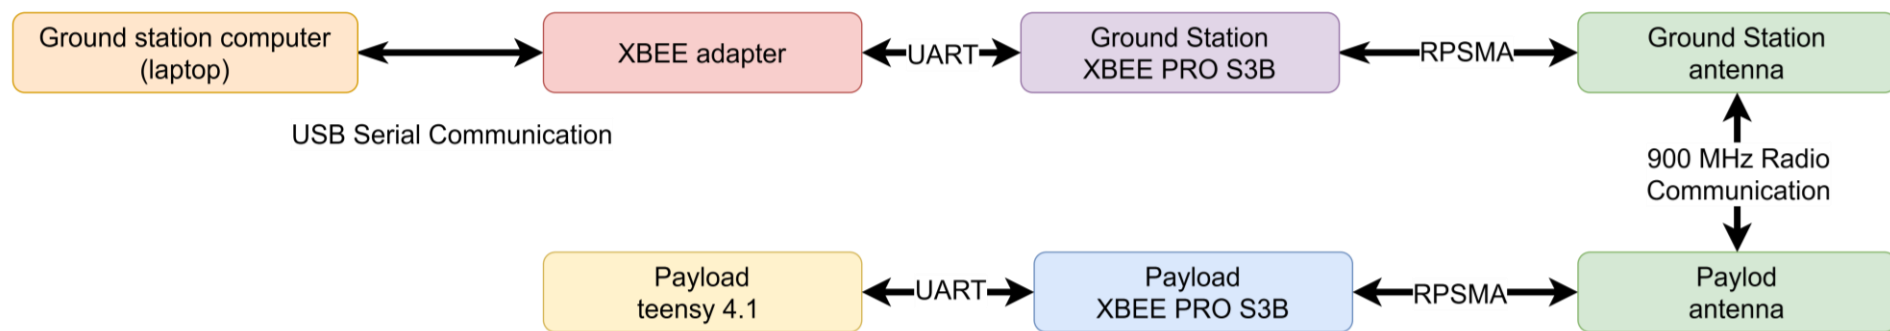 Ground station computer
(laptop)
XBEE adapter
UART
Ground Station
XBEE PRO S3B
RPSMA
Ground Station
antenna
USB Serial Communication
900 MHz Radio
Communication
Payload
teensy 4.1
UART
Payload
XBEE PRO S3B
RPSMA
Paylod
antenna